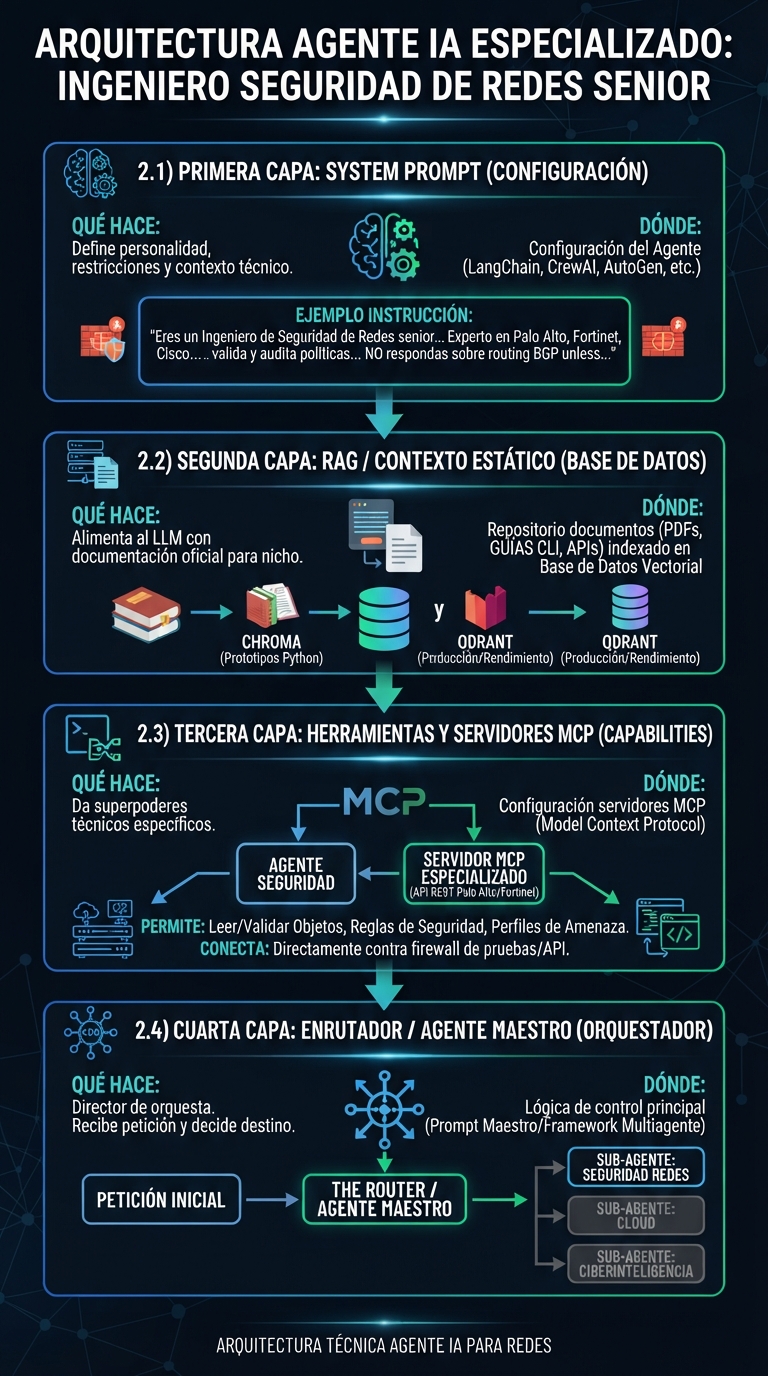 ARQUITECTURA AGENTE IA ESPECIALIZADO:
INGENIERO SEGURIDAD DE REDES SENIOR
2.1) PRIMERA CAPA: SYSTEM PROMPT (CONFIGURACIÓN)
QUÉ HACE:
Define personalidad,
restricciones y contexto técnico.
DÓNDE:
Configuración del Agente
(LangChain, CrewAI, AutoGen, etc.)
EJEMPLO INSTRUCCIÓN:
"Eres un Ingeniero de Seguridad de Redes senior... Experto en Palo Alto, Fortinet,
Cisco..... valida y audita políticas... NO respondas sobre routing BGP unless..."
2.2) SEGUNDA CAPA: RAG / CONTEXTO ESTÁTICO (BASE DE DATOS)
QUÉ HACE:
Alimenta al LLM con
documentación oficial para nicho.
DÓNDE:
Repositorio documentos (PDFs,
GUÍAS CLI, APIs) indexado en
Base de Datos Vectorial
CHROMA
(Prototipos Python)
y
QDRANT
(Producción/Rendimiento)
QDRANT
(Producción/Rendimiento)
2.3) TERCERA CAPA: HERRAMIENTAS Y SERVIDORES MCP (CAPABILITIES)
QUÉ HACE:
Da superpoderes
técnicos específicos.
MCP
DÓNDE:
Configuración servidores MCP
(Model Context Protocol)
AGENTE
SEGURIDAD
SERVIDOR MCP
ESPECIALIZADO
(API REST Palo Alto/Fortinet)
PERMITE: Leer/Validar Objetos, Reglas de Seguridad, Perfiles de Amenaza.
CONECTA: Directamente contra firewall de pruebas/API.
2.4) CUARTA CAPA: ENRUTADOR / AGENTE MAESTRO (ORQUESTADOR)
QUÉ HACE:
Director de orquesta.
Recibe petición y decide destino.
DÓNDE:
Lógica de control principal
(Prompt Maestro/Framework Multiagente)
PETICIÓN INICIAL
THE ROUTER /
AGENTE MAESTRO
SUB-AGENTE:
SEGURIDAD REDES
SUB-AGENTE:
CLOUD
SUB-AGENTE:
CIBERINTELIGENCIA
ARQUITECTURA TÉCNICA AGENTE IA PARA REDES